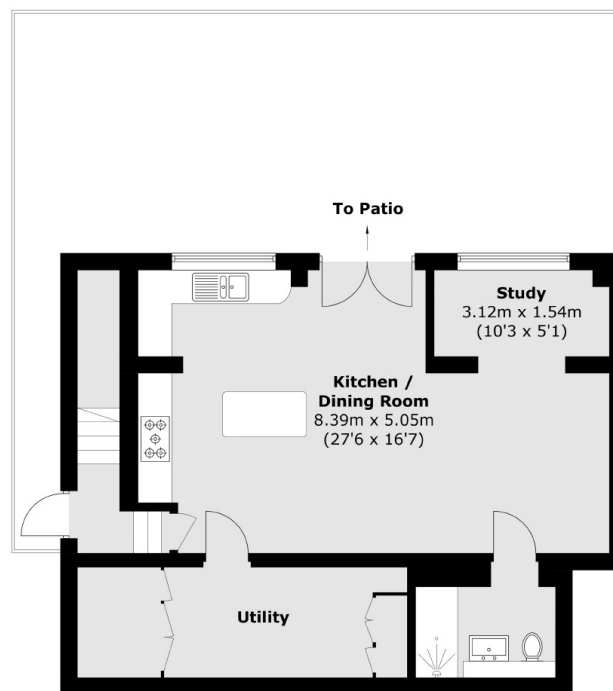 To Patio
Study
3.12m x 1.54m
(10'3 x 5'1)
Kitchen /
Dining Room
8.39m x 5.05m
(27'6 x 16'7)
Utility